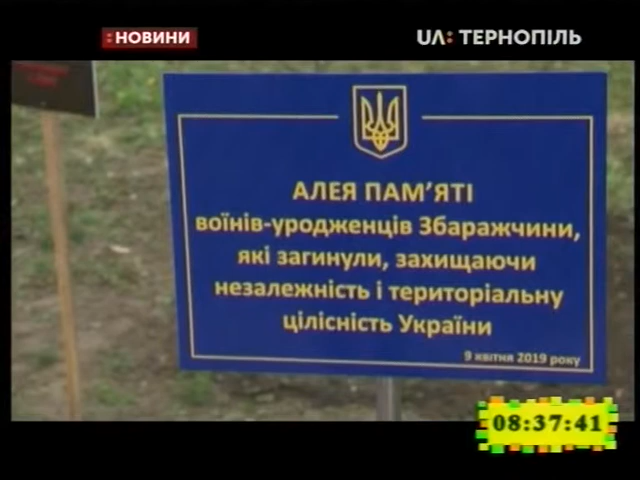 НОВИНИ
UA: ТЕРНОПІЛЬ
АЛЕЯ ПАМ'ЯТІ
воїнів-уродженців Збаражчини,
які загинули, захищаючи
незалежність і територіальну
цілісність України
9 квітня 2019 року
08:37:41